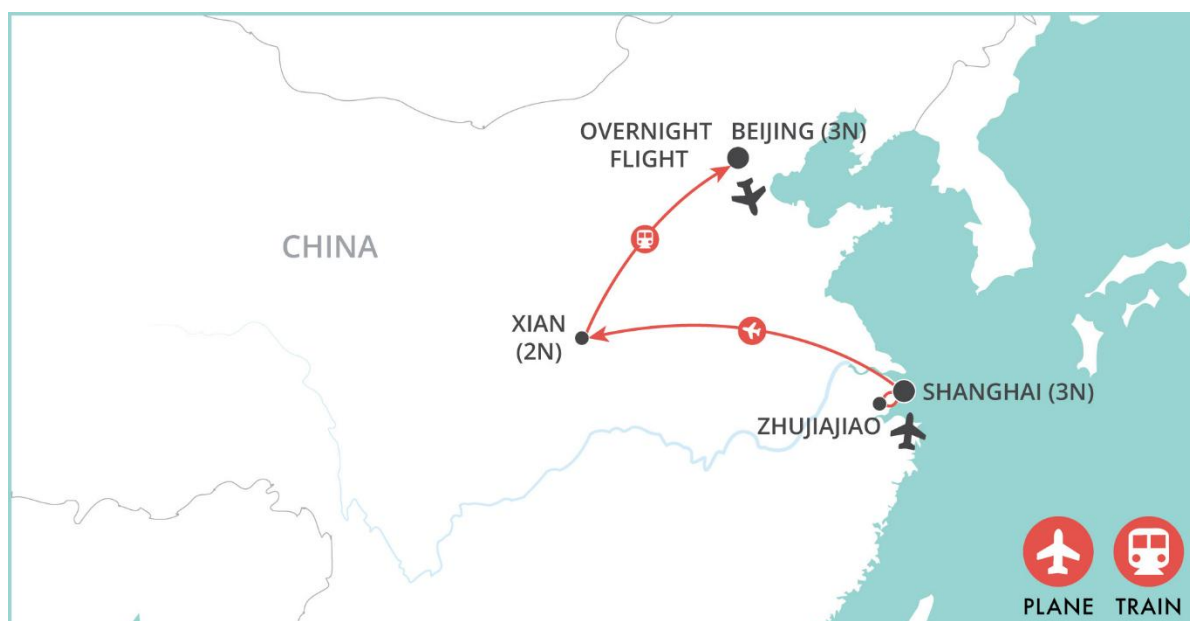 OVERNIGHT
FLIGHT
BEIJING (3N)
CHINA
XIAN
(2N)
SHANGHAI (3N)
ZHUJIAJIAO
PLANE
TRAIN